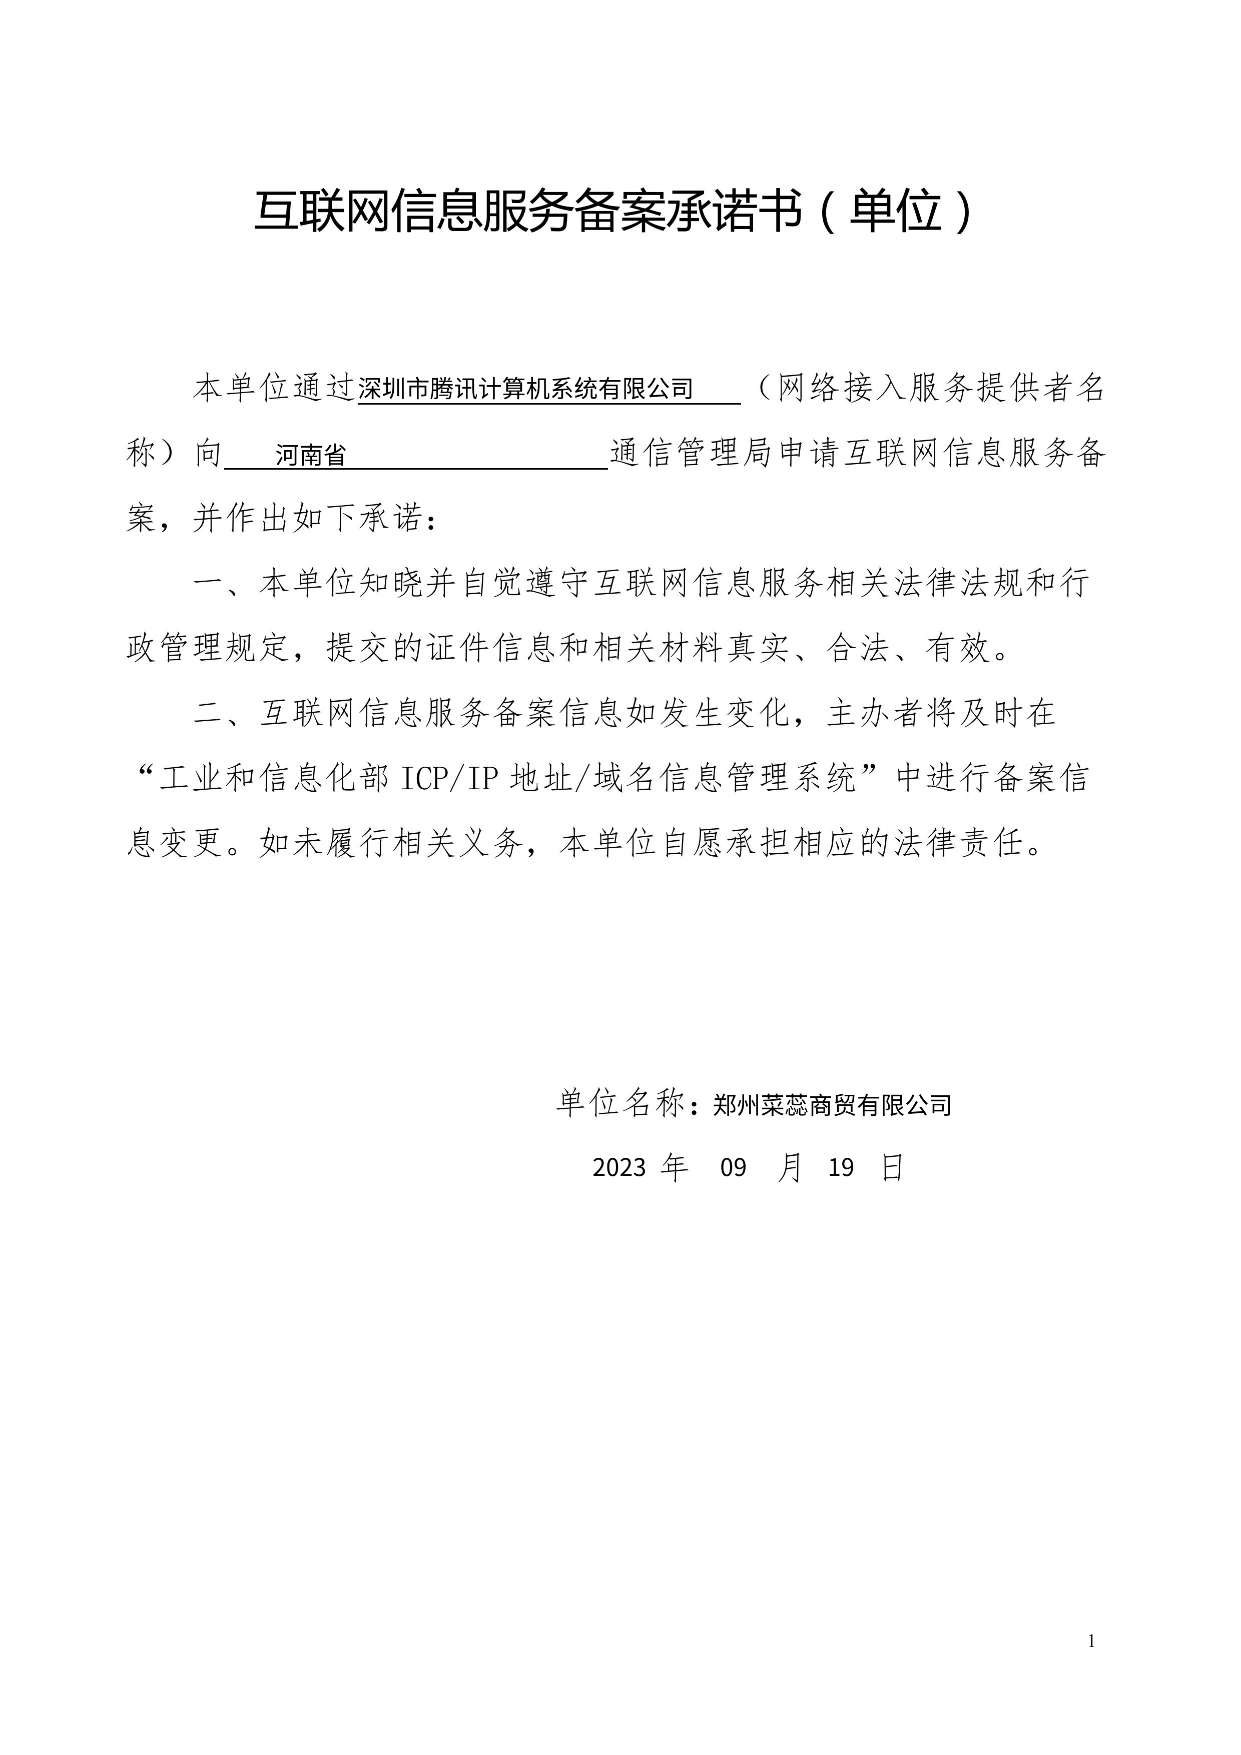 互联网信息服务备案承诺书（单位）
本单位通过深圳市腾讯计算机系统有限公司（网络接入服务提供者名
称）向 河南省 通信管理局申请互联网信息服务备
案，并作出如下承诺：
一、本单位知晓并自觉遵守互联网信息服务相关法律法规和行
政管理规定，提交的证件信息和相关材料真实、合法、有效。
二、互联网信息服务备案信息如发生变化，主办者将及时在
“工业和信息化部 ICP/IP 地址/域名信息管理系统”中进行备案信
息变更。如未履行相关义务，本单位自愿承担相应的法律责任。
单位名称：郑州菜蕊商贸有限公司
2023 年 09 月 19 日
1